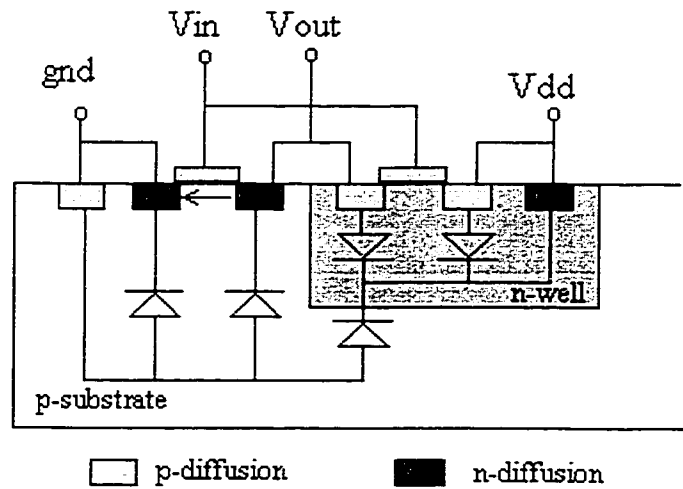 Vin Vout
gnd
Vdd
n-well
p-substrate
p-diffusion n-diffusion